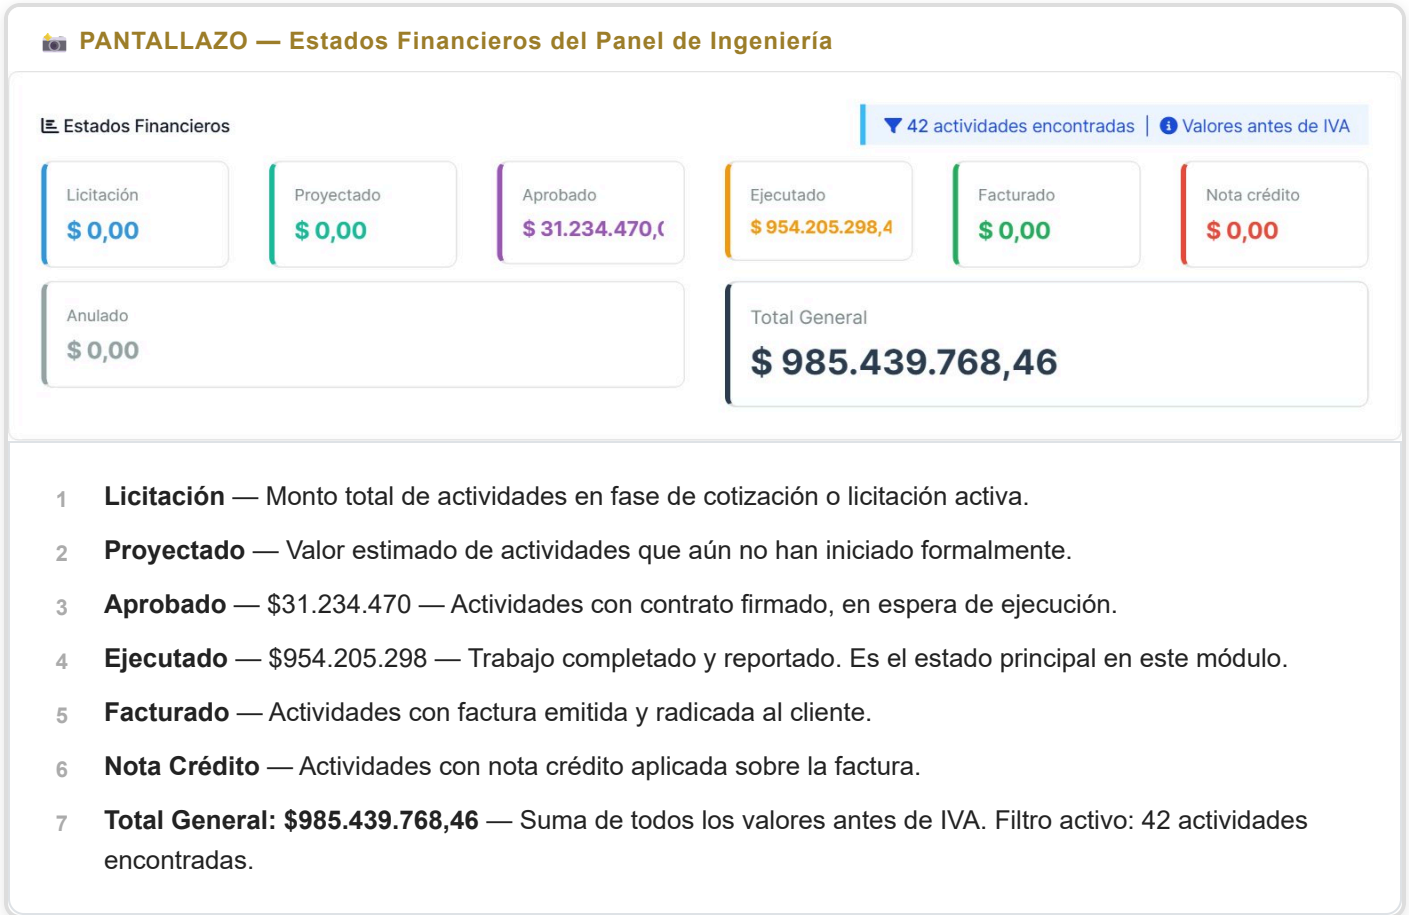 PANTALLAZO — Estados Financieros del Panel de Ingeniería
Estados Financieros
42 actividades encontradas | Valores antes de IVA
Licitación
$ 0,00
Proyectado
$ 0,00
Aprobado
$ 31.234.470,(
Ejecutado
$ 954.205.298,4
Facturado
$ 0,00
Nota crédito
$ 0,00
Anulado
$ 0,00
Total General
$ 985.439.768,46
1 Licitación — Monto total de actividades en fase de cotización o licitación activa.
2 Proyectado — Valor estimado de actividades que aún no han iniciado formalmente.
3 Aprobado — $31.234.470 — Actividades con contrato firmado, en espera de ejecución.
4 Ejecutado — $954.205.298 — Trabajo completado y reportado. Es el estado principal en este módulo.
5 Facturado — Actividades con factura emitida y radicada al cliente.
6 Nota Crédito — Actividades con nota crédito aplicada sobre la factura.
7 Total General: $985.439.768,46 — Suma de todos los valores antes de IVA. Filtro activo: 42 actividades
encontradas.